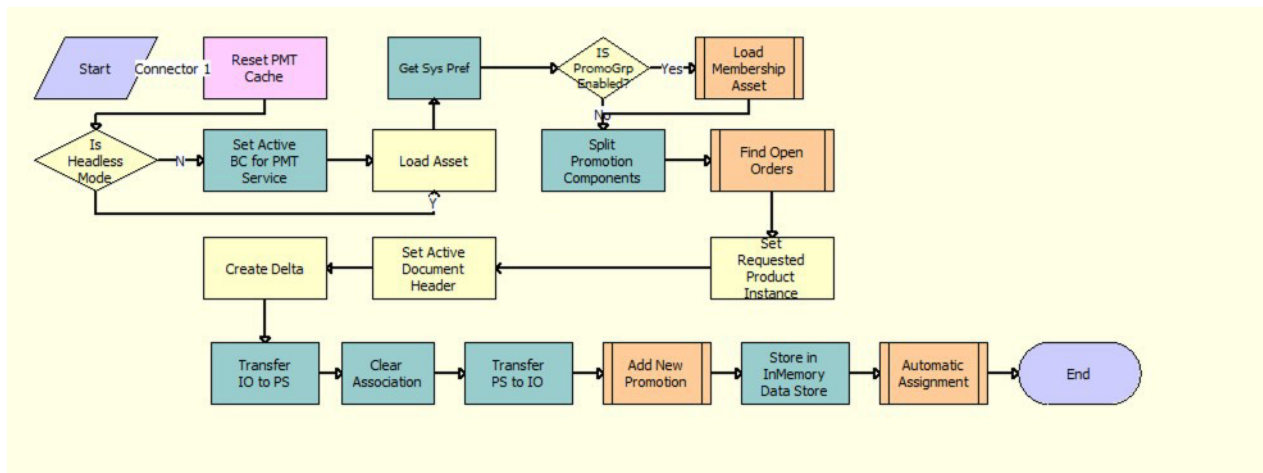 Start
Connector 1
Reset PMT
Cache
Get Sys Pref
IS
PromoGrp
Enabled?
Yes
Load
Membership
Asset
No
Is
Headless
Mode
N
Set Active
BC for PMT
Service
Load Asset
Y
Split
Promotion
Components
Find Open
Orders
Create Delta
Set Active
Document
Header
Set
Requested
Product
Instance
Transfer
IO to PS
Clear
Association
Transfer
PS to IO
Add New
Promotion
Store in
InMemory
Data Store
Automatic
Assignment
End